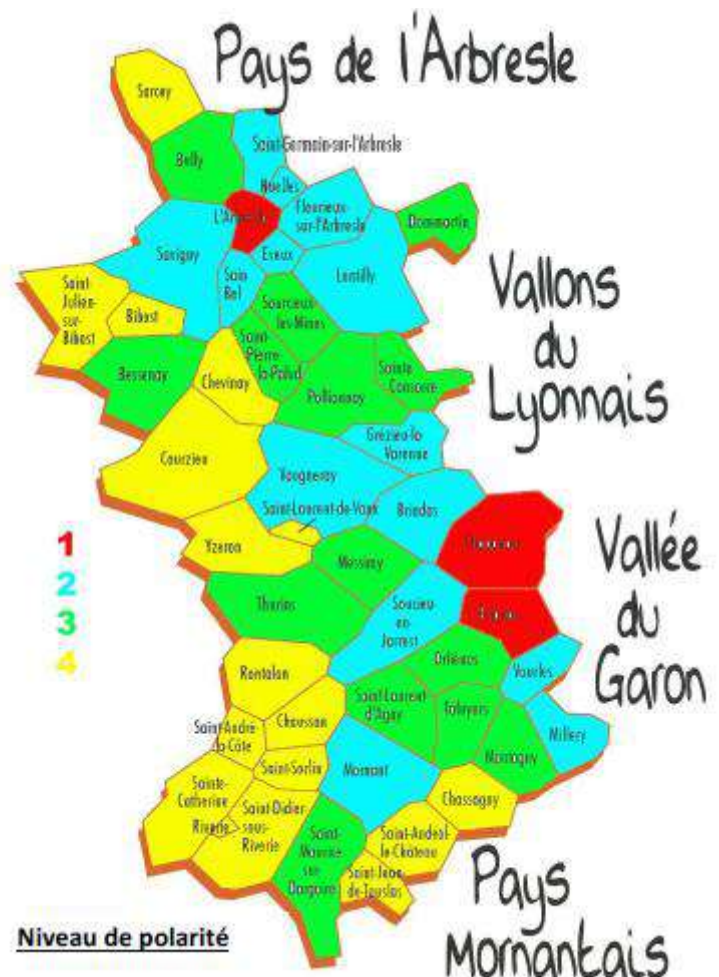 Pays de l'Arbresle
Sarcey
Saint-Germain-sur-l'Arbresle
Belly
Nuelles
L'Arbresle
Fleurieux-
sur-l'Arbresle
Dommartin
Savigny
Eveux
Sain
Bel
Lentilly
Saint
Julien-
sur-
Bibost
Bibost
Sourcieux-
les-Mines
Vallons
du
Lyonnais
Saint-
Pierre
la-Palud
Bessenay
Chevinay
Sainte
Consorce
Pollionnay
Grézieu-la
Varenne
Courzieu
Vaugneray
Saint-Laurent-de-Vaux
Brindas
Yzeron
Messimy
Vallée
du
Garon
1
2
3
4
Thurins
Soucieu-
en
Jarrest
Orliénas
Vourles
Rontalon
Saint-Laurent
d'Agny
Taluyers
Millery
Chaussan
Saint-André
la-Côte
Montagny
Saint-Sorlin
Mornant
Sainte-
Catherine
Chassagny
Riverie
Saint-Didier
-sous-
Riverie
Saint-
Maurice
sur
Dargoire
Saint-Andéol-
le-Château
Saint-Jean
de-Touslas
Pays
Mornantais
Niveau de polarité